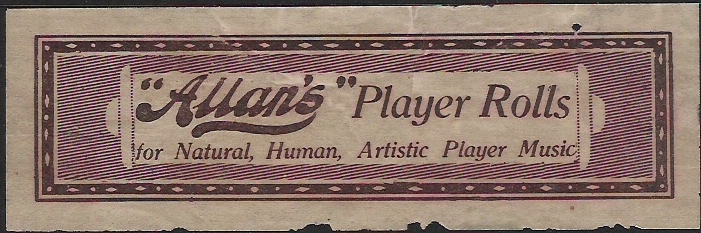 "Allan's" Player Rolls
for Natural, Human, Artistic Player Music